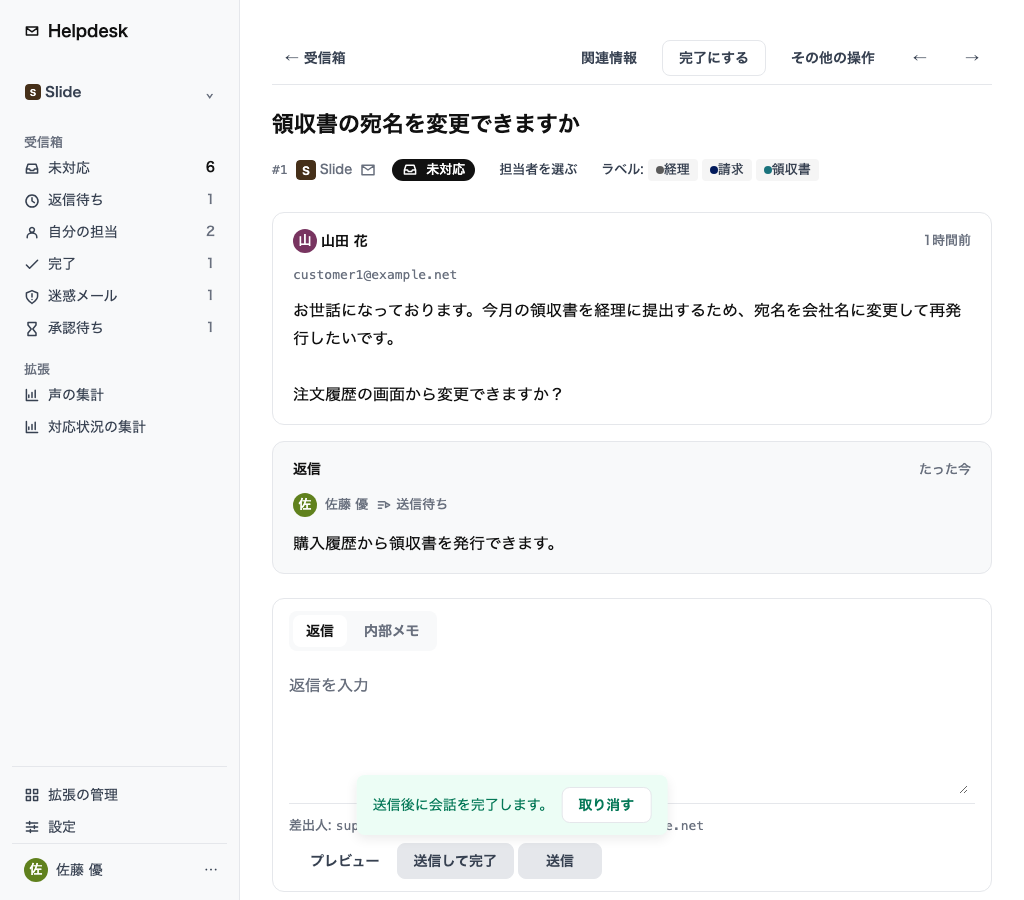 Helpdesk
S Slide
受信箱
未対応 6
返信待ち 1
自分の担当 2
完了 1
迷惑メール 1
承認待ち 1
拡張
声の集計
対応状況の集計
拡張の管理
設定
佐 佐藤 優 …
← 受信箱 関連情報 完了にする その他の操作 ← →
領収書の宛名を変更できますか
#1 S Slide 未対応 担当者を選ぶ ラベル: 経理 請求 領収書
山 山田 花 1時間前
customer1@example.net
お世話になっております。今月の領収書を経理に提出するため、宛名を会社名に変更して再発
行したいです。
注文履歴の画面から変更できますか？
返信 たった今
佐 佐藤 優 送信待ち
購入履歴から領収書を発行できます。
返信 内部メモ
返信を入力
送信後に会話を完了します。 取り消す
差出人: sup e.net
プレビュー 送信して完了 送信